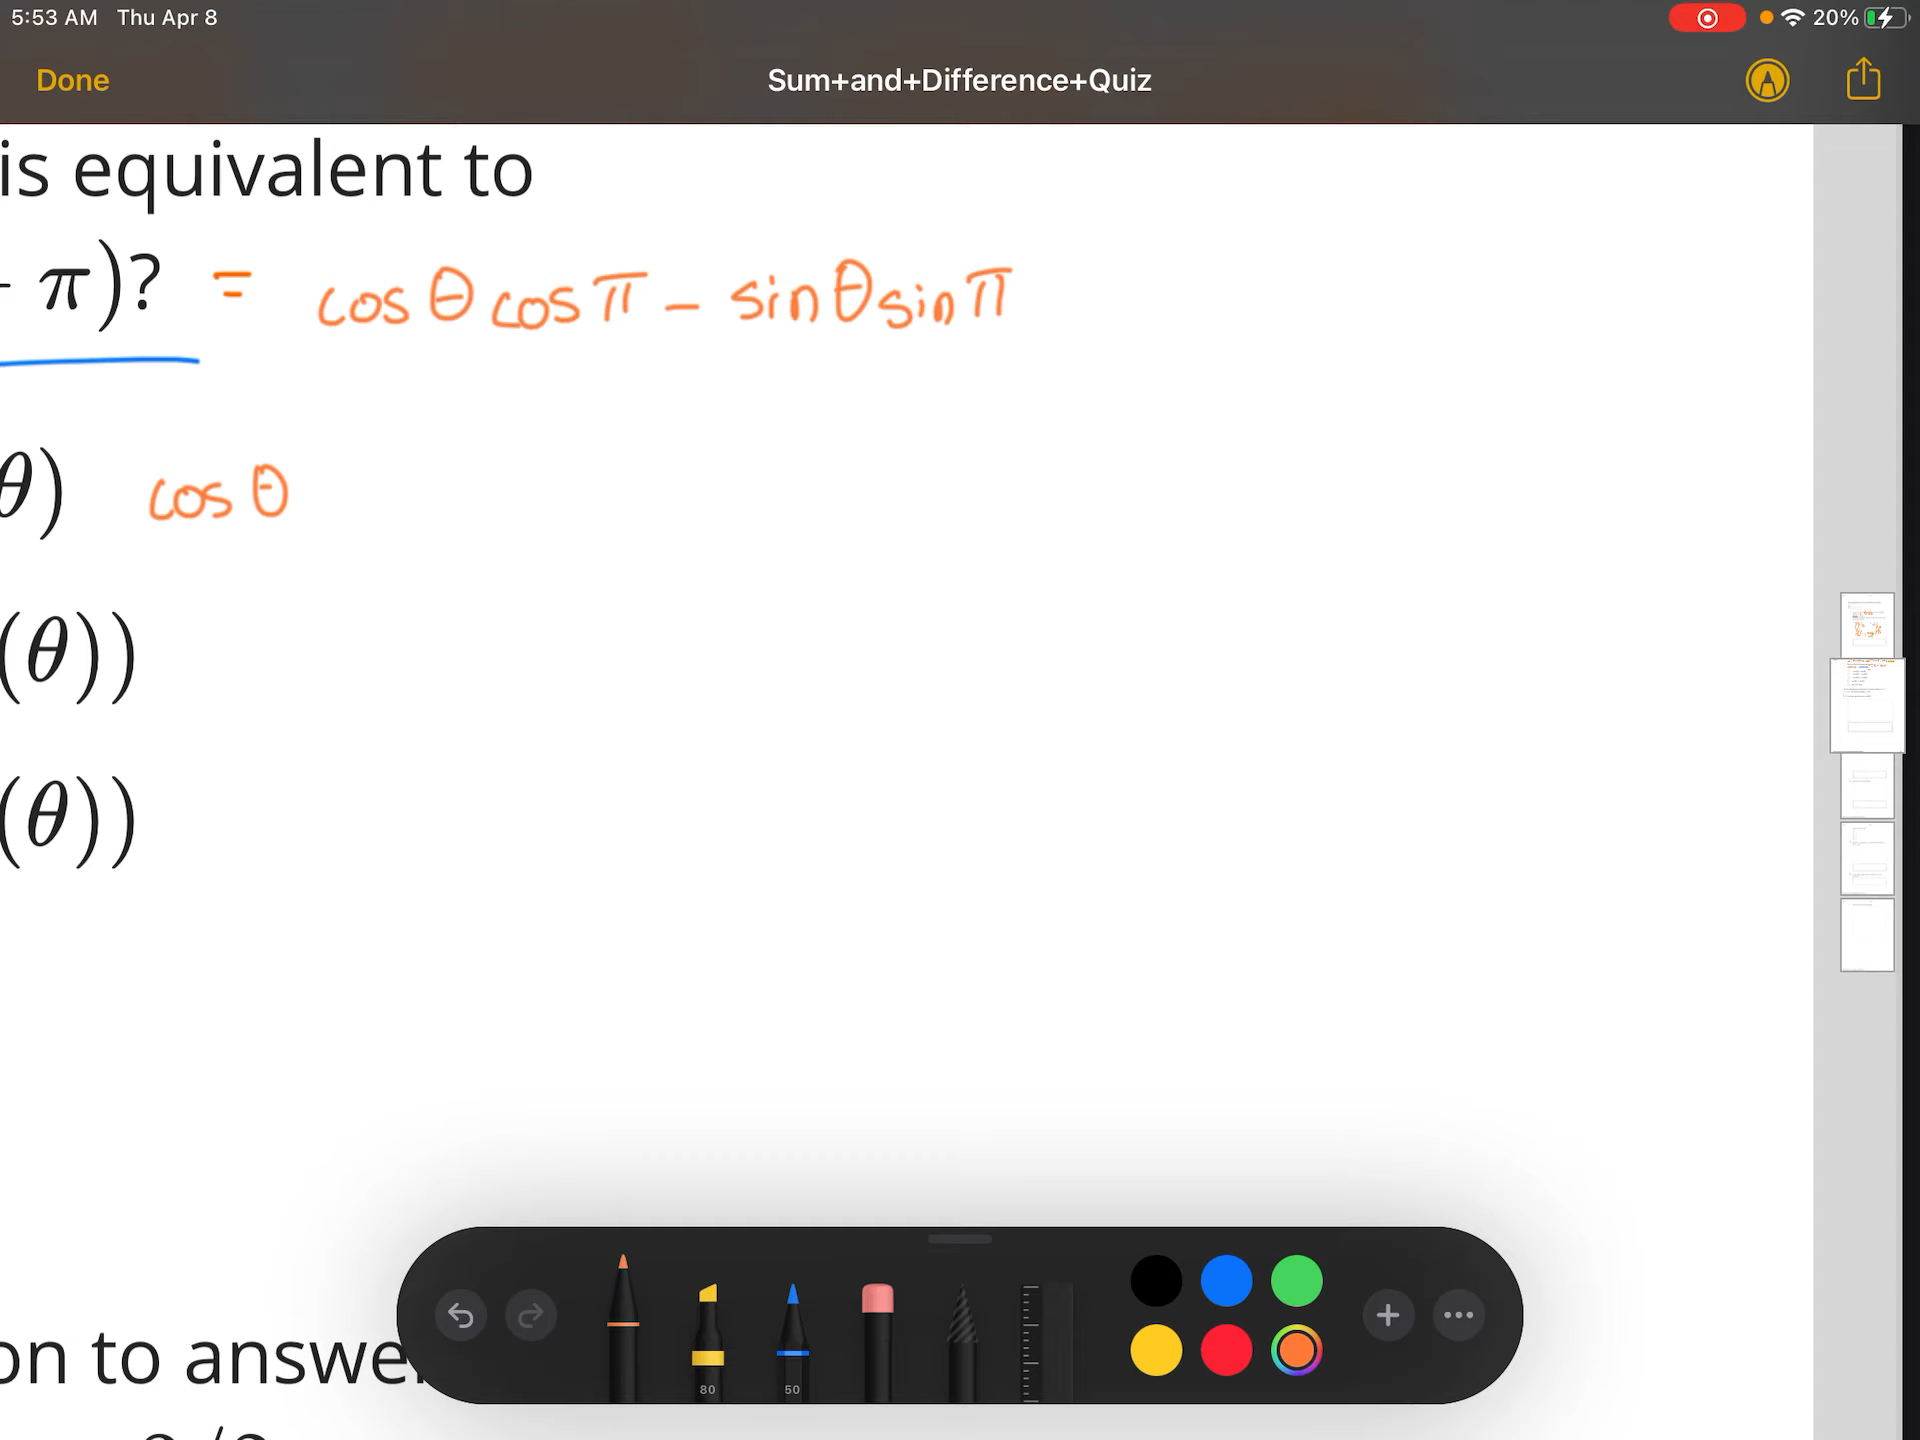 5:53 AM Thu Apr 8 20%
Done Sum+and+Difference+Quiz
is equivalent to
π)? = cos θ cos π – sin θ sin π
θ) cos θ
(θ))
(θ))
on to answe
80 50